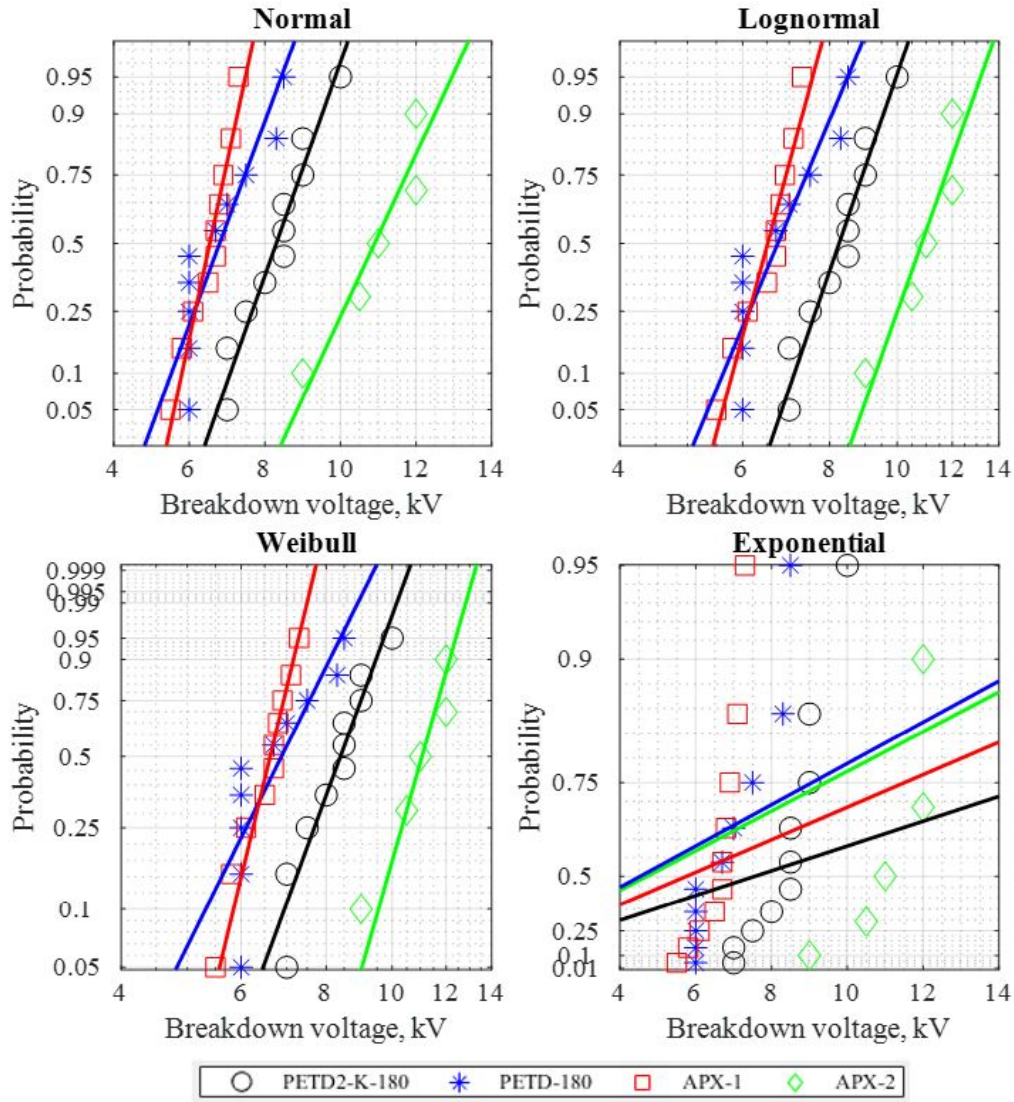 Normal
Lognormal
0.95
0.9
0.75
0.5
0.25
0.1
0.05
Probability
4 6 8 10 12 14
Breakdown voltage, kV
0.95
0.9
0.75
0.5
0.25
0.1
0.05
Probability
4 6 8 10 12 14
Breakdown voltage, kV
Weibull
Exponential
0.999
0.995
0.99
0.95
0.9
0.75
0.5
0.25
0.1
0.05
Probability
4 6 8 10 12 14
Breakdown voltage, kV
0.95
0.9
0.75
0.5
0.25
0.1
0.01
Probability
4 6 8 10 12 14
Breakdown voltage, kV
PETD2-K-180 PETD-180 APX-1 APX-2